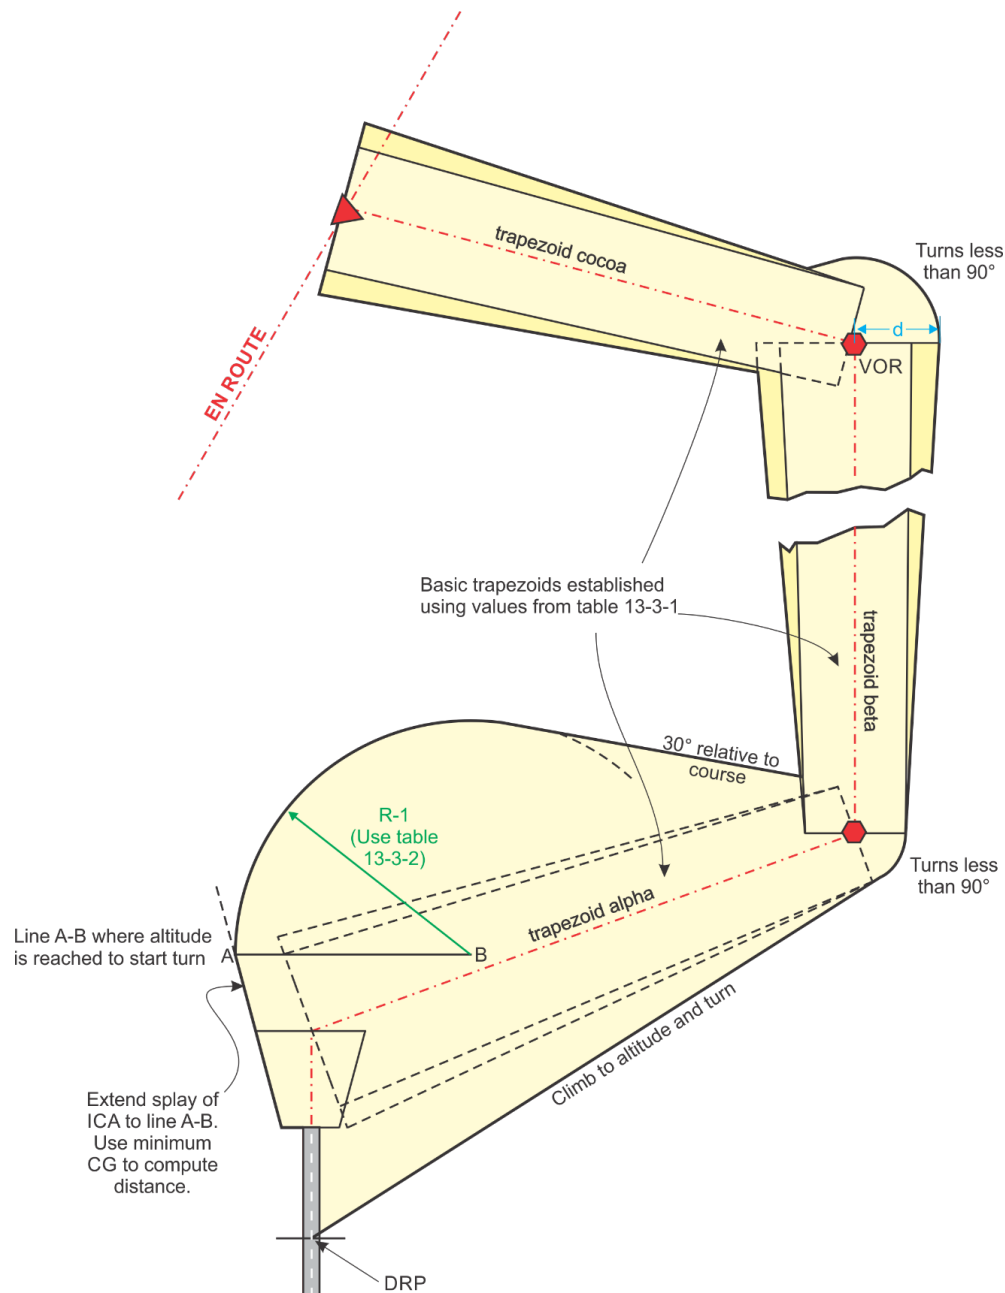 trapezoid cocoa
Turns less
than 90°
d
VOR
EN ROUTE
Basic trapezoids established
using values from table 13-3-1
trapezoid beta
30° relative to
course
R-1
(Use table
13-3-2)
Turns less
than 90°
trapezoid alpha
Line A-B where altitude
is reached to start turn
A
B
Climb to altitude and turn
Extend splay of
ICA to line A-B.
Use minimum
CG to compute
distance.
DRP